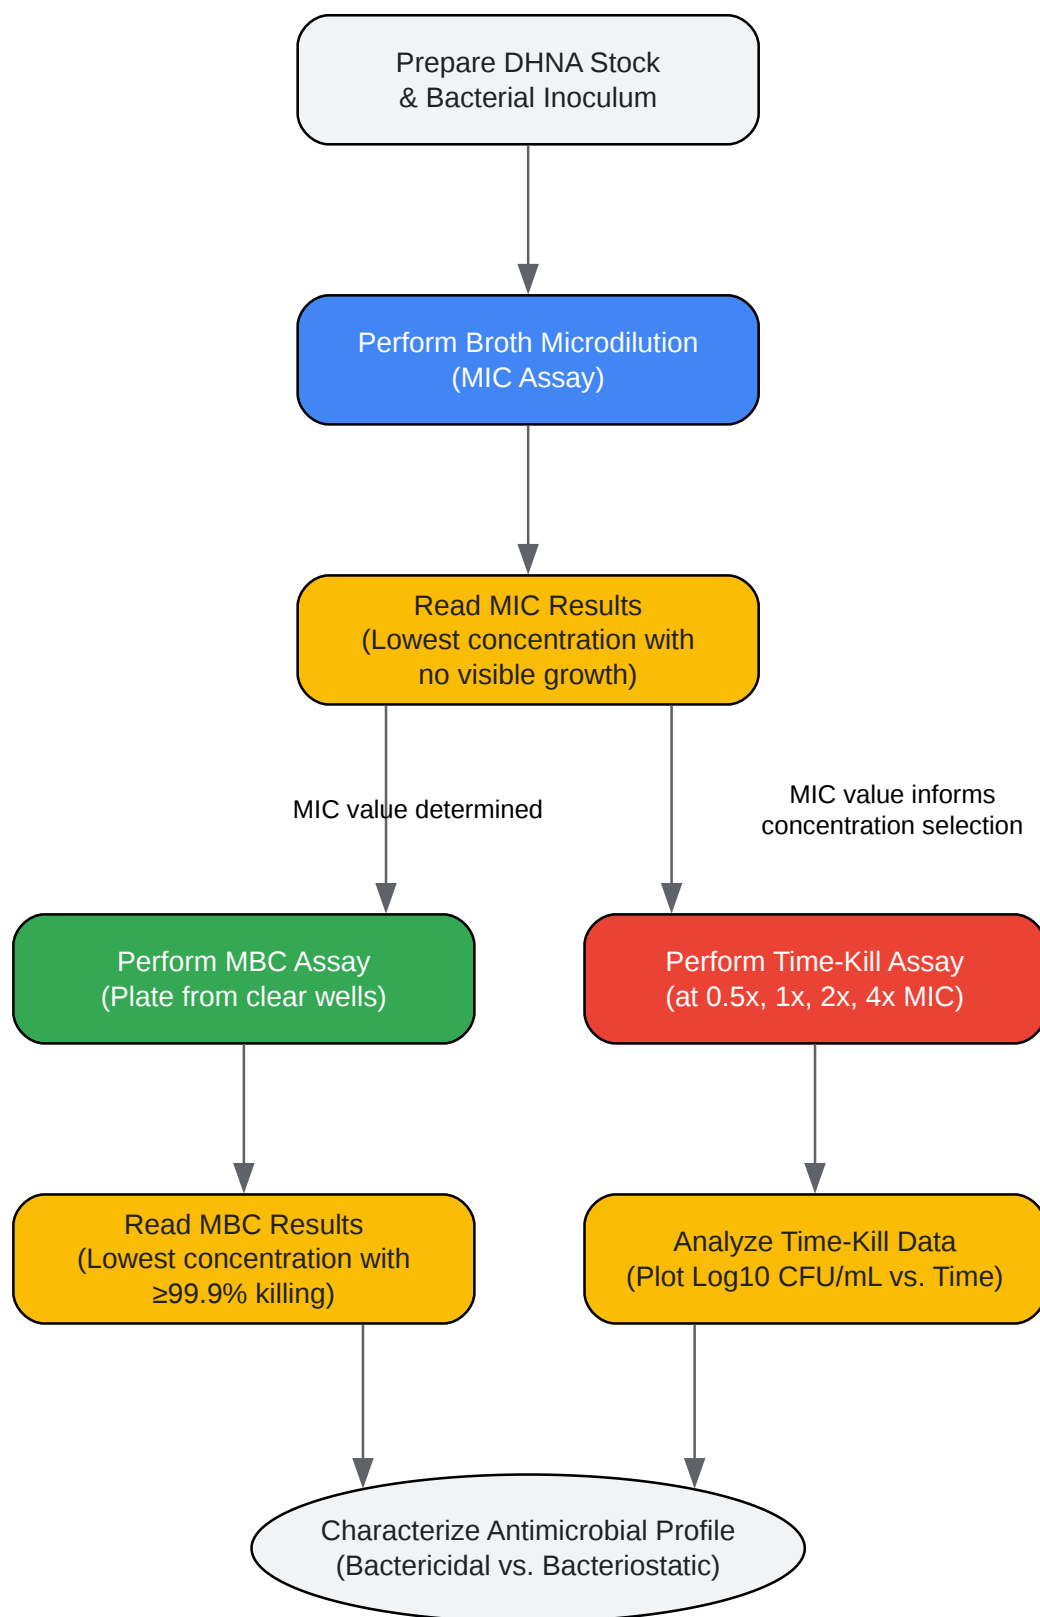 Prepare DHNA Stock
& Bacterial Inoculum
Perform Broth Microdilution
(MIC Assay)
Read MIC Results
(Lowest concentration with
no visible growth)
MIC value determined
MIC value informs
concentration selection
Perform MBC Assay
(Plate from clear wells)
Perform Time-Kill Assay
(at 0.5x, 1x, 2x, 4x MIC)
Read MBC Results
(Lowest concentration with
≥99.9% killing)
Analyze Time-Kill Data
(Plot Log10 CFU/mL vs. Time)
Characterize Antimicrobial Profile
(Bactericidal vs. Bacteriostatic)